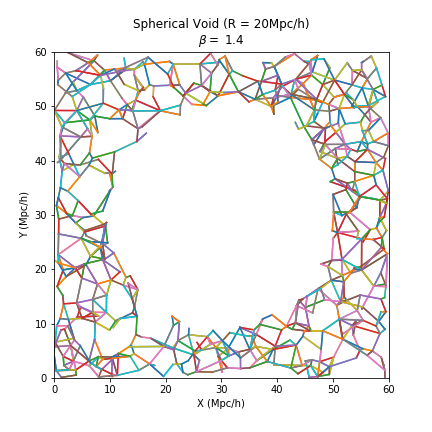 Spherical Void (R = 20Mpc/h)
β = 1.4
60
50
40
30
20
10
0
Y (Mpc/h)
0 10 20 30 40 50 60
X (Mpc/h)